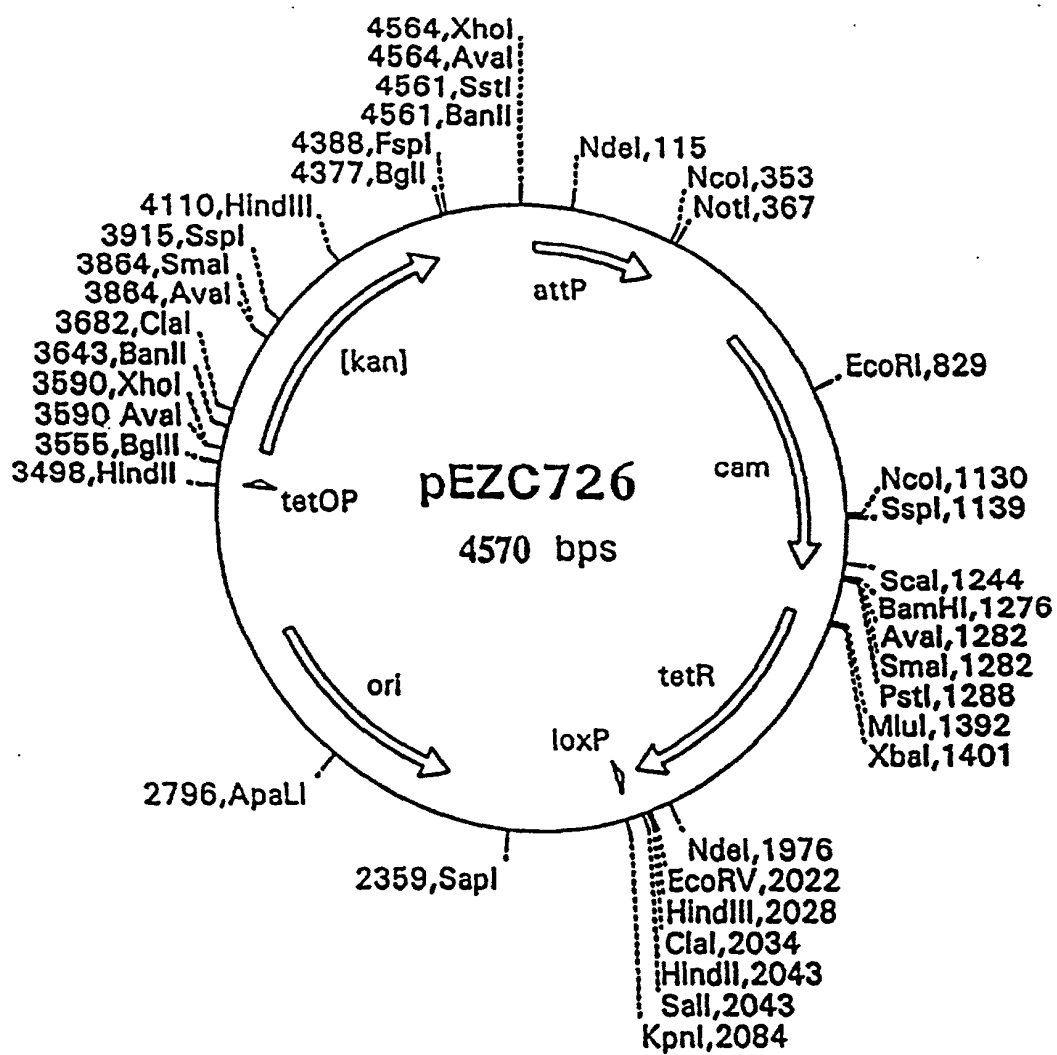 4564,XhoI
4564,AvaI
4561,SstI
4561,BanII
4388,FspI
4377,BglI
4110,HindIII
3915,SspI
3864,SmaI
3864,AvaI
3682,ClaI
3643,BanII
3590,XhoI
3590 AvaI
3555,BglII
3498,HindII
NdeI,115
NcoI,353
NotI,367
EcoRI,829
NcoI,1130
SspI,1139
ScaI,1244
BamHI,1276
AvaI,1282
SmaI,1282
PstI,1288
MluI,1392
XbaI,1401
NdeI,1976
EcoRV,2022
HindIII,2028
ClaI,2034
HindII,2043
SalI,2043
KpnI,2084
2359,SapI
2796,ApaLI
attP
[kan]
cam
tetOP
pEZC726
4570 bps
tetR
ori
loxP